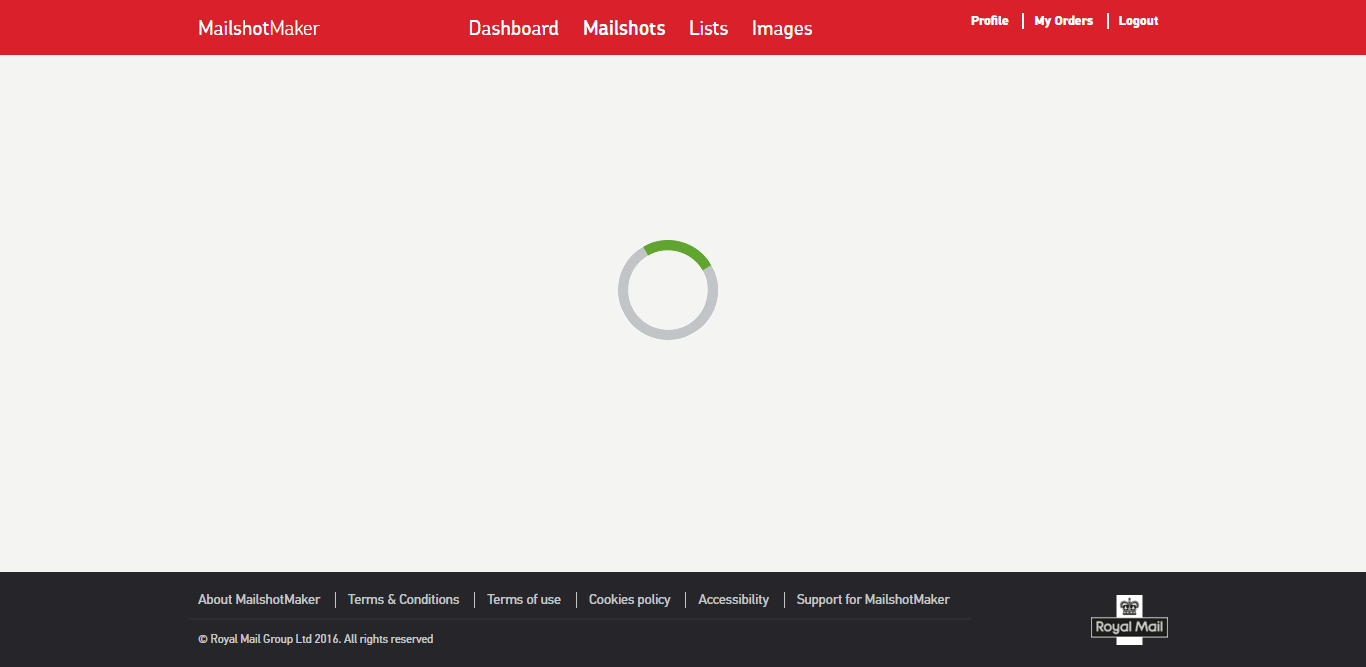 MailshotMaker
Dashboard Mailshots Lists Images
Profile My Orders Logout
About MailshotMaker Terms & Conditions Terms of use Cookies policy Accessibility Support for MailshotMaker
© Royal Mail Group Ltd 2016. All rights reserved
Royal Mail